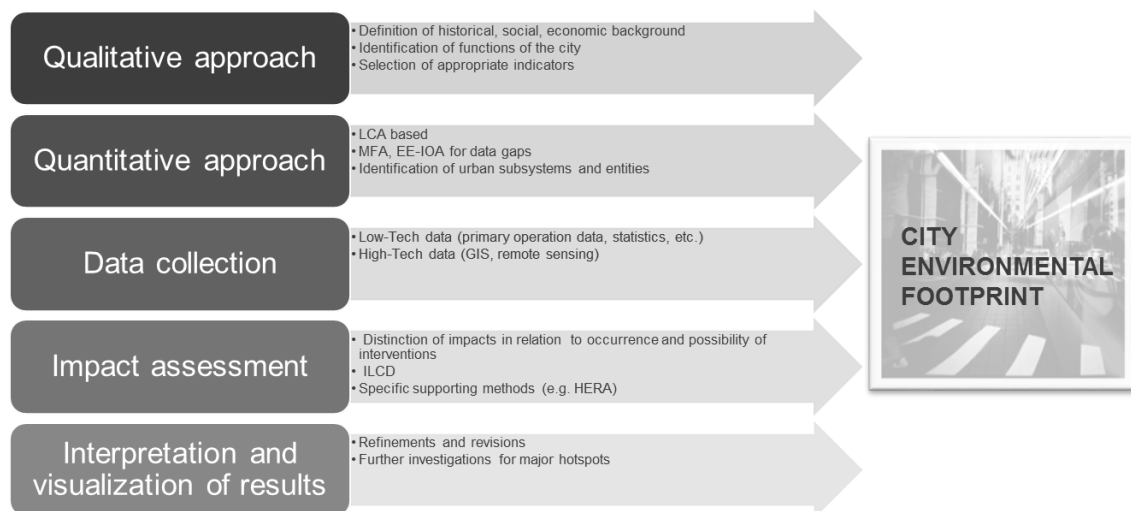 Qualitative approach
• Definition of historical, social, economic background
• Identification of functions of the city
• Selection of appropriate indicators
Quantitative approach
• LCA based
• MFA, EE-IOA for data gaps
• Identification of urban subsystems and entities
Data collection
• Low-Tech data (primary operation data, statistics, etc.)
• High-Tech data (GIS, remote sensing)
Impact assessment
• Distinction of impacts in relation to occurrence and possibility of
interventions
• ILCD
• Specific supporting methods (e.g. HERA)
Interpretation and
visualization of results
• Refinements and revisions
• Further investigations for major hotspots
CITY
ENVIRONMENTAL
FOOTPRINT